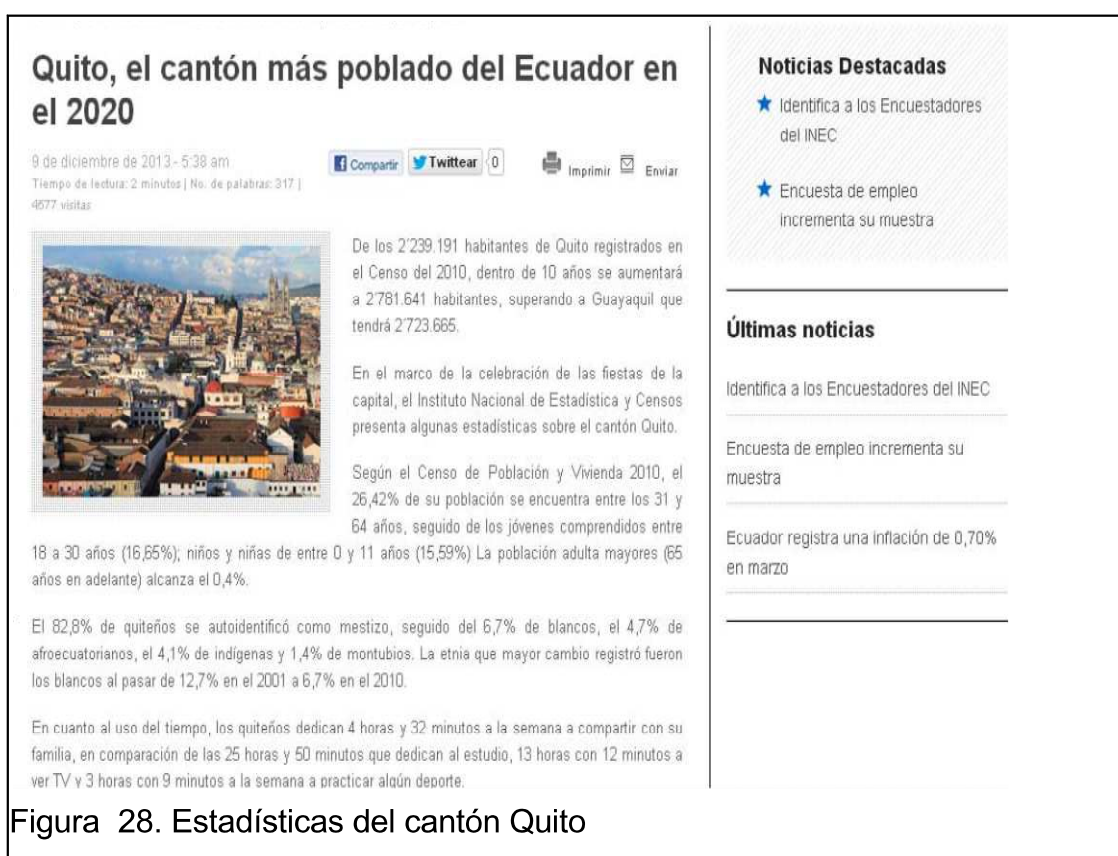 Quito, el cantón más poblado del Ecuador en
el 2020
9 de diciembre de 2013 - 5:38 am
Tiempo de lectura: 2 minutos | No. de palabras: 317 |
4577 visitas
Compartir
Twittear
0
Imprimir
Enviar
De los 2'239.191 habitantes de Quito registrados en
el Censo del 2010, dentro de 10 años se aumentará
a 2'781.641 habitantes, superando a Guayaquil que
tendrá 2'723.665.
En el marco de la celebración de las fiestas de la
capital, el Instituto Nacional de Estadística y Censos
presenta algunas estadísticas sobre el cantón Quito.
Según el Censo de Población y Vivienda 2010, el
26,42% de su población se encuentra entre los 31 y
64 años, seguido de los jóvenes comprendidos entre
18 a 30 años (16,65%); niños y niñas de entre 0 y 11 años (15,59%) La población adulta mayores (65
años en adelante) alcanza el 0,4%.
El 82,8% de quiteños se autoidentificó como mestizo, seguido del 6,7% de blancos, el 4,7% de
afroecuatorianos, el 4,1% de indígenas y 1,4% de montubios. La etnia que mayor cambio registró fueron
los blancos al pasar de 12,7% en el 2001 a 6,7% en el 2010.
En cuanto al uso del tiempo, los quiteños dedican 4 horas y 32 minutos a la semana a compartir con su
familia, en comparación de las 25 horas y 50 minutos que dedican al estudio, 13 horas con 12 minutos a
ver TV y 3 horas con 9 minutos a la semana a practicar algún deporte.
Noticias Destacadas
Identifica a los Encuestadores
del INEC
Encuesta de empleo
incrementa su muestra
Últimas noticias
Identifica a los Encuestadores del INEC
Encuesta de empleo incrementa su
muestra
Ecuador registra una inflación de 0,70%
en marzo
Figura 28. Estadísticas del cantón Quito